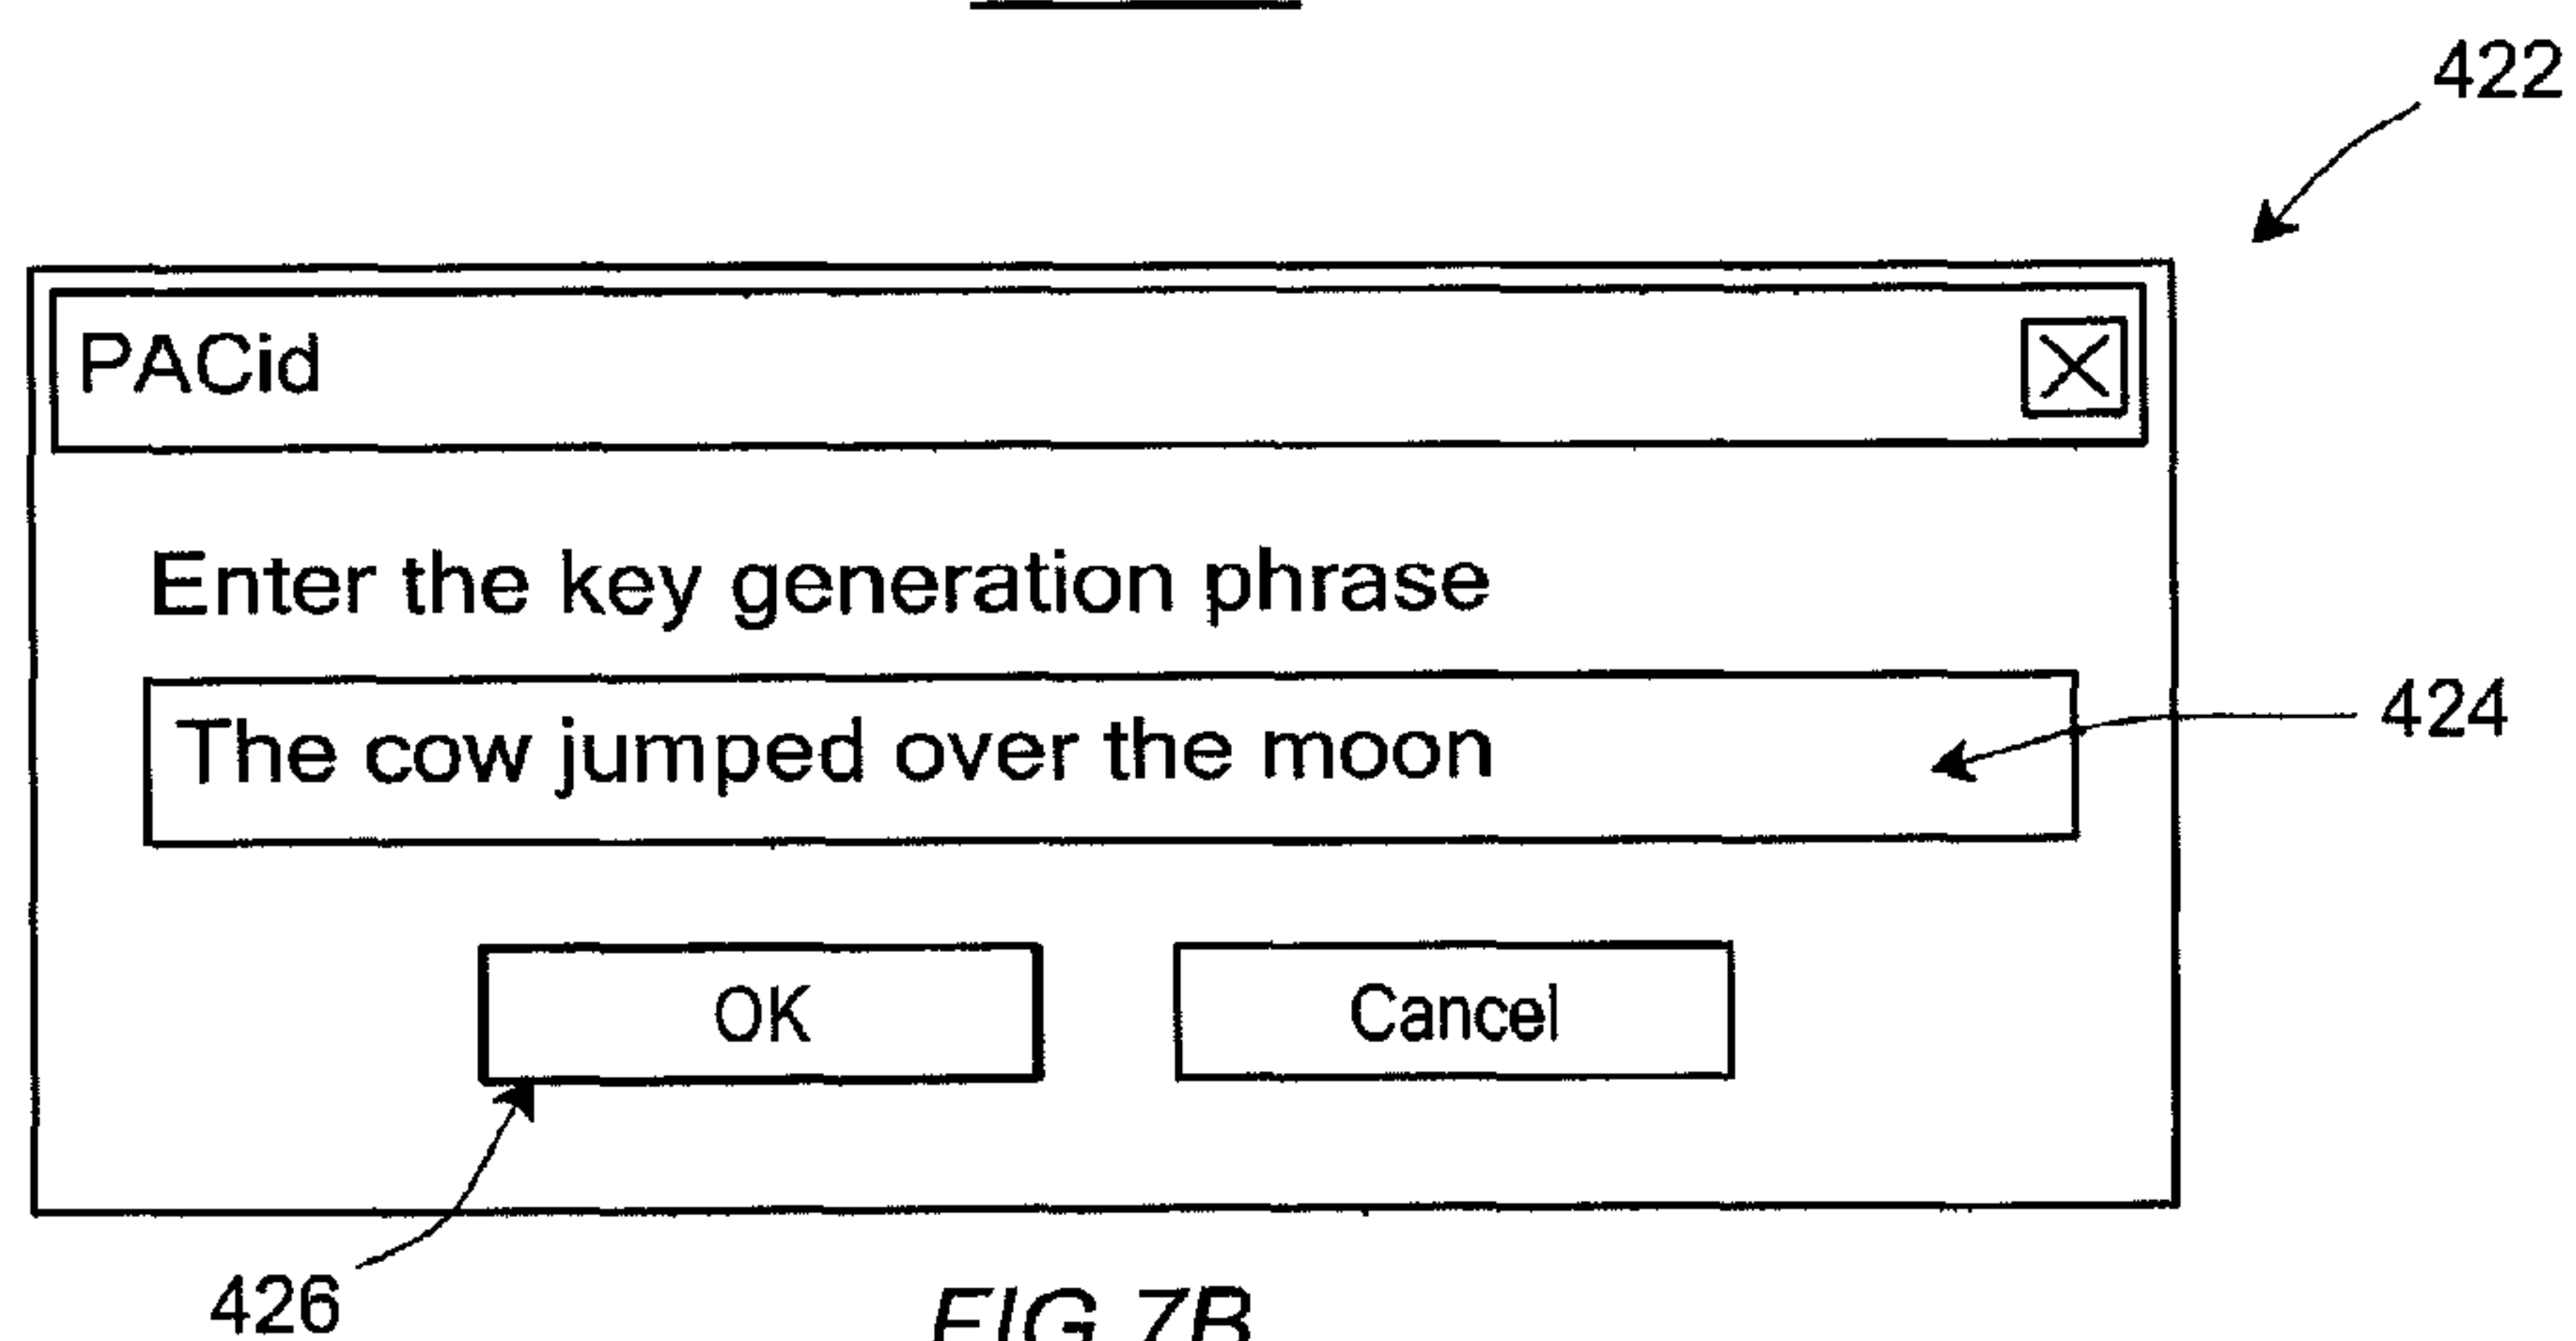 422
PACid
Enter the key generation phrase
The cow jumped over the moon
424
OK Cancel
426
FIG 7B